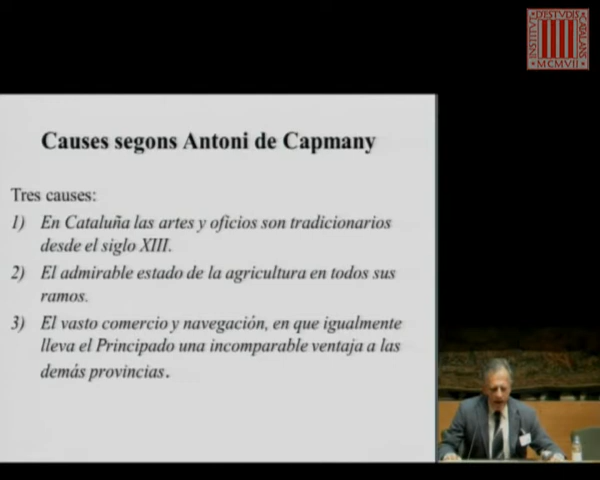 INSTITVT
D'ESTVDIS
CATALANS
MCMVII
Causes segons Antoni de Capmany
Tres causes:
1) En Cataluña las artes y oficios son tradicionarios
desde el siglo XIII.
2) El admirable estado de la agricultura en todos sus
ramos.
3) El vasto comercio y navegación, en que igualmente
lleva el Principado una incomparable ventaja a las
demás provincias.